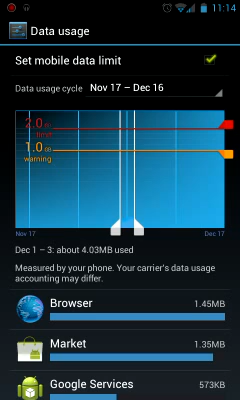 11:14
Data usage
Set mobile data limit
Data usage cycle Nov 17 – Dec 16
2.0 GB
limit
1.0 GB
warning
Nov 17 Dec 17
Dec 1 – 3: about 4.03MB used
Measured by your phone. Your carrier's data usage
accounting may differ.
Browser 1.45MB
Market 1.35MB
Google Services 573KB